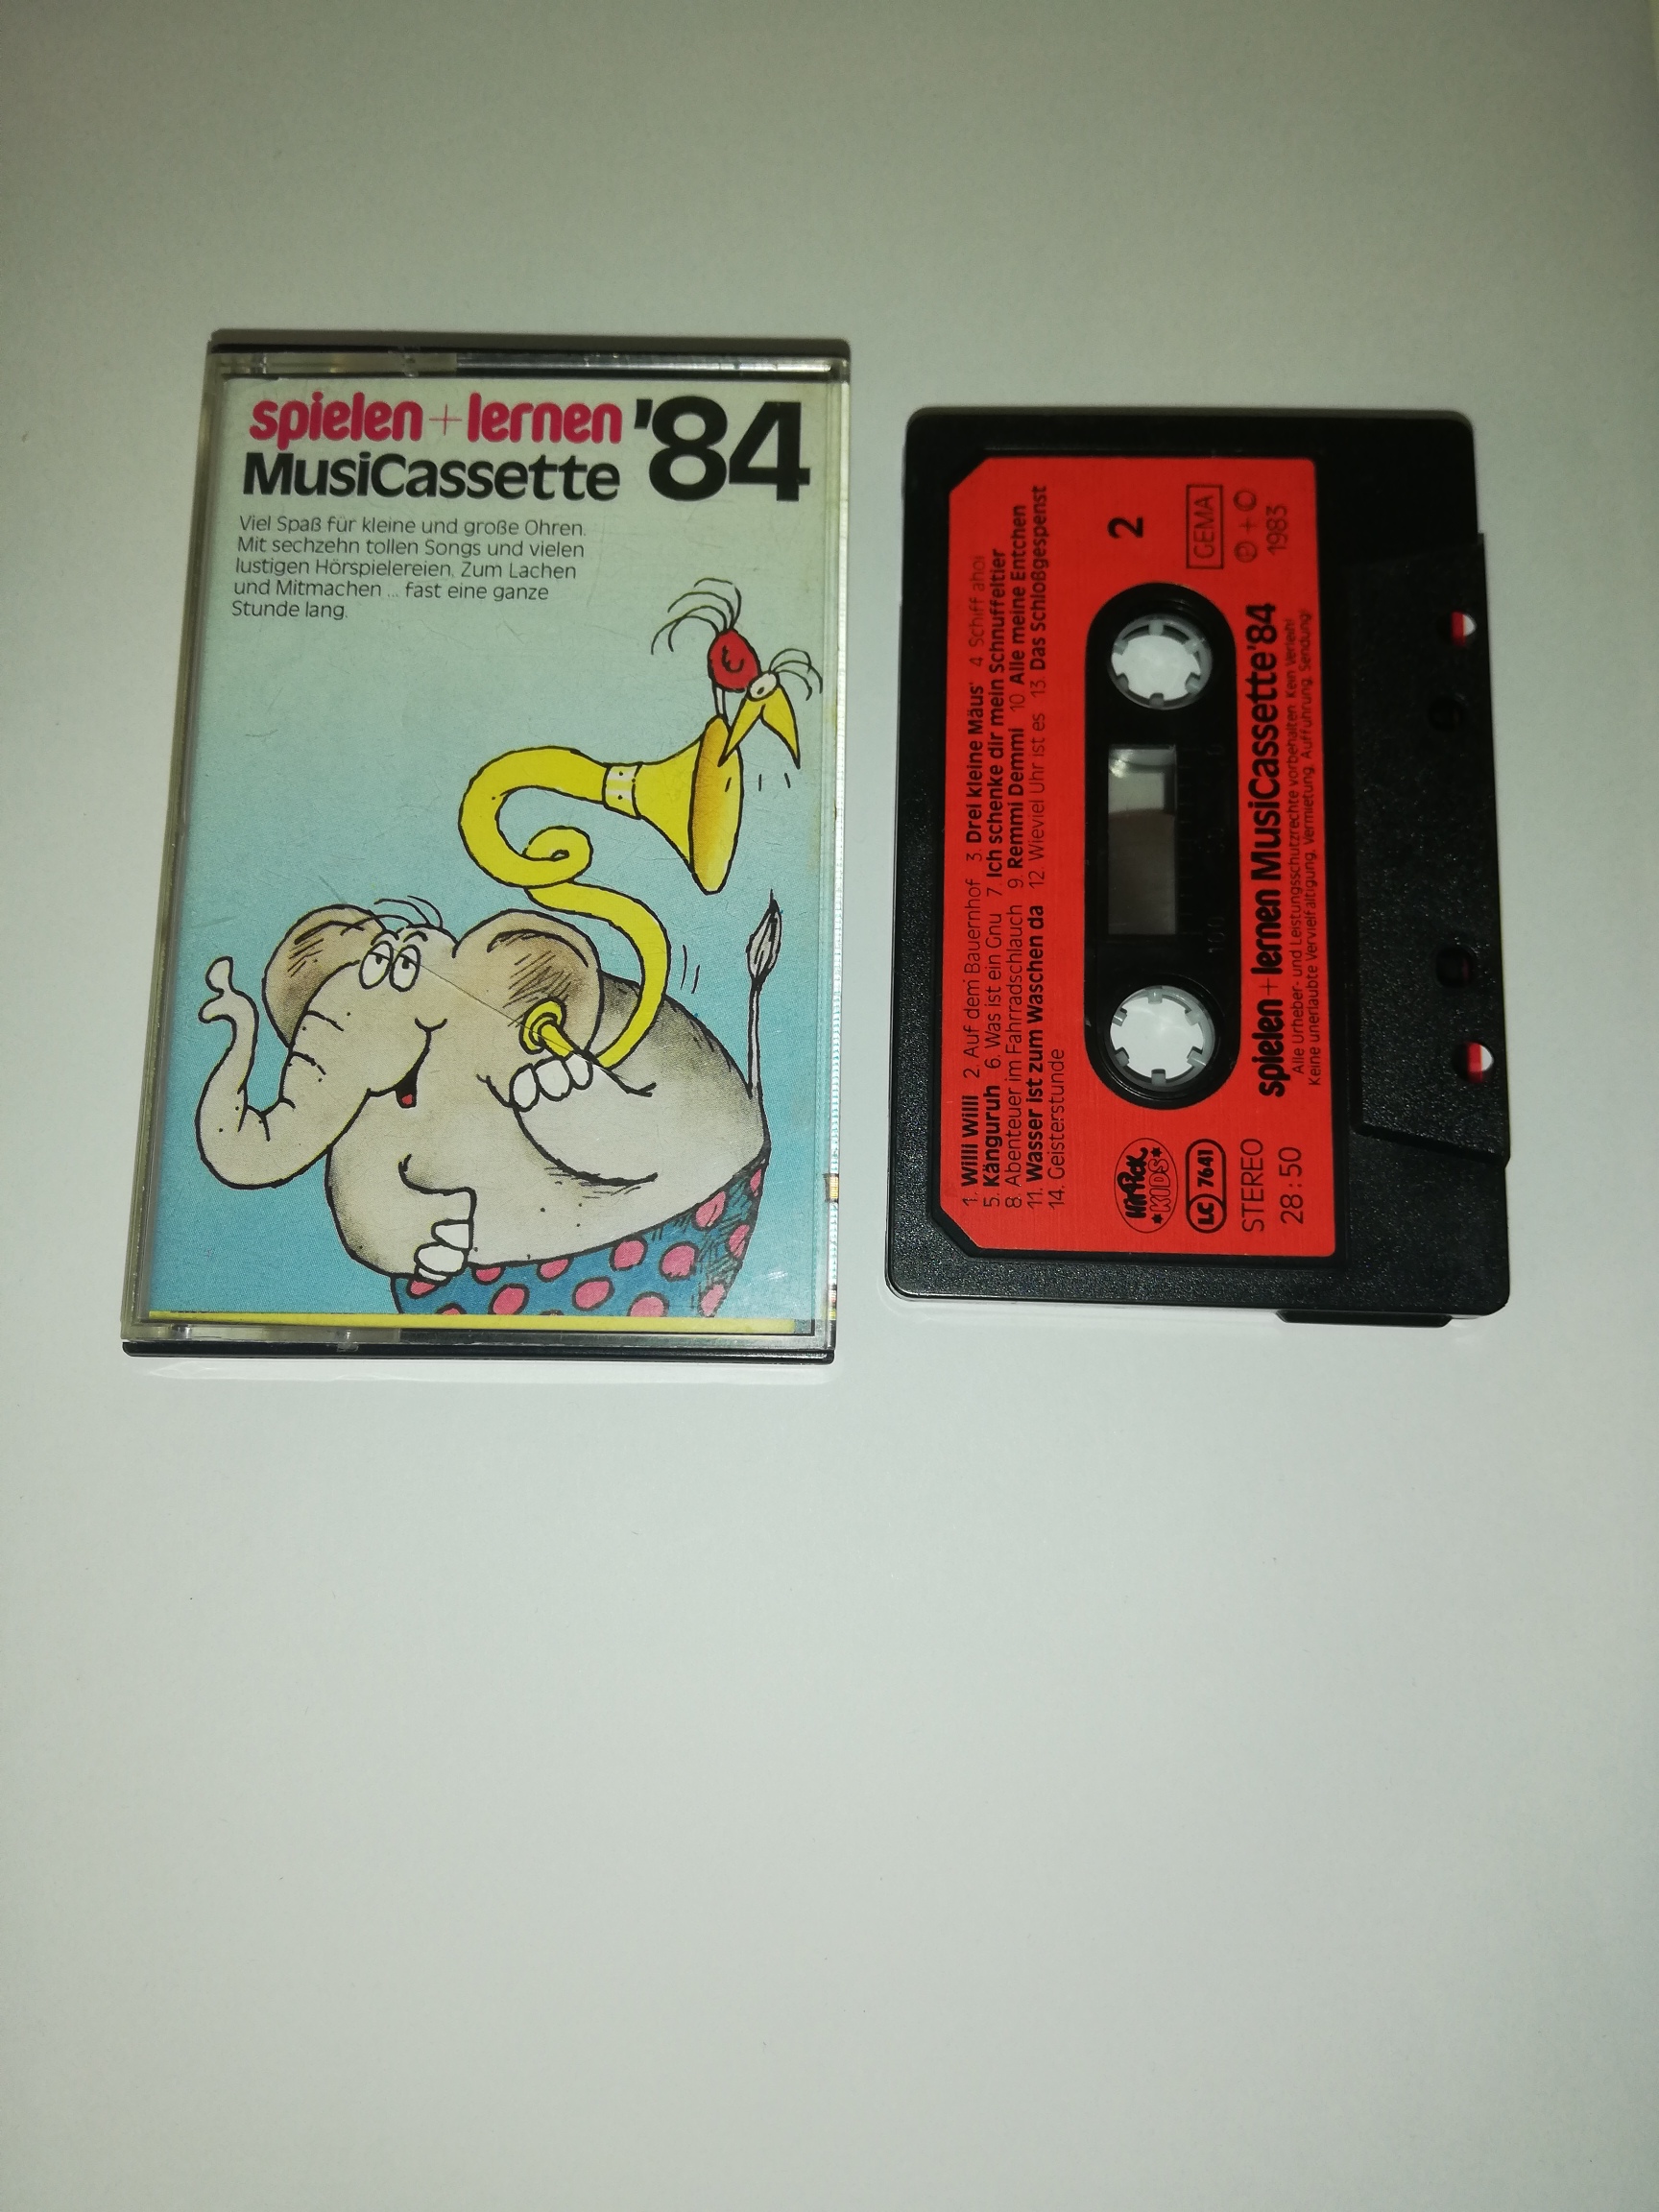 spielen + lernen '84
MusiCassette
Viel Spaß für kleine und große Ohren.
Mit sechzehn tollen Songs und vielen
lustigen Hörspielereien. Zum Lachen
und Mitmachen ... fast eine ganze
Stunde lang.
1. Willi Willi 2. Auf dem Bauernhof 3. Drei kleine Mäus' 4. Schiff ahoi
5. Känguruh 6. Was ist ein Gnu 7. Ich schenke dir mein Schnuffeltier
8. Abenteuer im Fahrradschlauch 9. Remmi Demmi 10. Alle meine Entchen
11. Wasser ist zum Waschen da 12. Wieviel Uhr ist es 13. Das Schloßgespenst
14. Geisterstunde
2
MirPick
KIDS
LC 7641
GEMA
STEREO
℗ + ©
28:50
1983
100 50 0
spielen + lernen MusiCassette '84
Alle Urheber- und Leistungsschutzrechte vorbehalten. Kein Verleih!
Keine unerlaubte Vervielfältigung, Vermietung, Aufführung, Sendung!